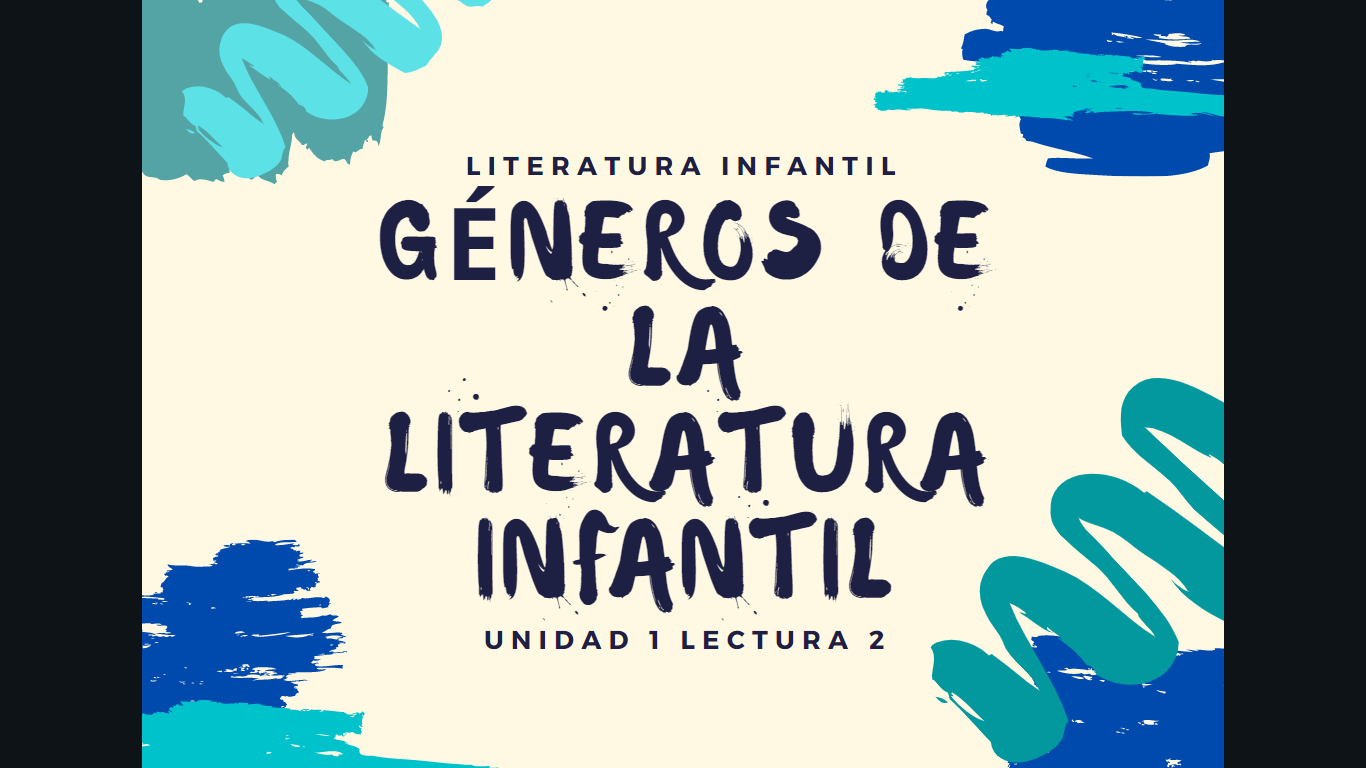 LITERATURA INFANTIL
GÉNEROS DE
LA
LITERATURA
INFANTIL
UNIDAD 1 LECTURA 2